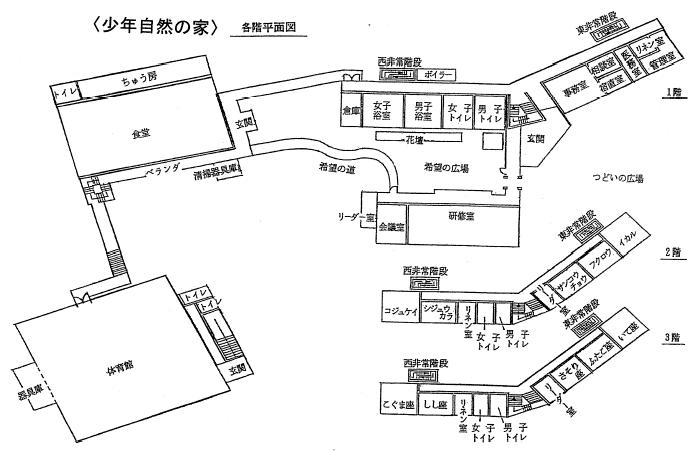 〈少年自然の家〉 各階平面図
東非常階段
西非常階段
ボイラー
リネン室
医務室
相談室
管理室
事務室
宿直室
1階
トイレ
ちゅう房
食堂
玄関
倉庫
女子浴室
男子浴室
女子トイレ
男子トイレ
玄関
花壇
ベランダ
清掃器具庫
希望の道
希望の広場
つどいの広場
リーダー室
会議室
研修室
東非常階段
イカル
2階
フクロウ
サンコウチョウ
リーダー室
西非常階段
コジュケイ
シジュウカラ
リネン室
女子トイレ
男子トイレ
東非常階段
3階
いて座
ふたご座
さそり座
リーダー室
西非常階段
こぐま座
しし座
リネン室
女子トイレ
男子トイレ
トイレ
トイレ
体育館
器具庫
玄関